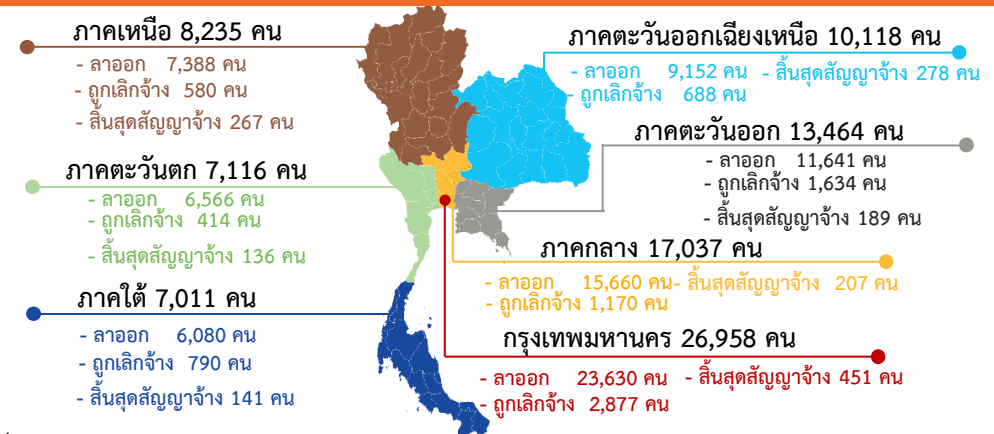 ภาคเหนือ 8,235 คน
- ลาออก 7,388 คน
- ถูกเลิกจ้าง 580 คน
- สิ้นสุดสัญญาจ้าง 267 คน
ภาคตะวันออกเฉียงเหนือ 10,118 คน
- ลาออก 9,152 คน - สิ้นสุดสัญญาจ้าง 278 คน
- ถูกเลิกจ้าง 688 คน
ภาคตะวันออก 13,464 คน
- ลาออก 11,641 คน
- ถูกเลิกจ้าง 1,634 คน
- สิ้นสุดสัญญาจ้าง 189 คน
ภาคตะวันตก 7,116 คน
- ลาออก 6,566 คน
- ถูกเลิกจ้าง 414 คน
- สิ้นสุดสัญญาจ้าง 136 คน
ภาคกลาง 17,037 คน
- ลาออก 15,660 คน- สิ้นสุดสัญญาจ้าง 207 คน
- ถูกเลิกจ้าง 1,170 คน
ภาคใต้ 7,011 คน
- ลาออก 6,080 คน
- ถูกเลิกจ้าง 790 คน
- สิ้นสุดสัญญาจ้าง 141 คน
กรุงเทพมหานคร 26,958 คน
- ลาออก 23,630 คน - สิ้นสุดสัญญาจ้าง 451 คน
- ถูกเลิกจ้าง 2,877 คน